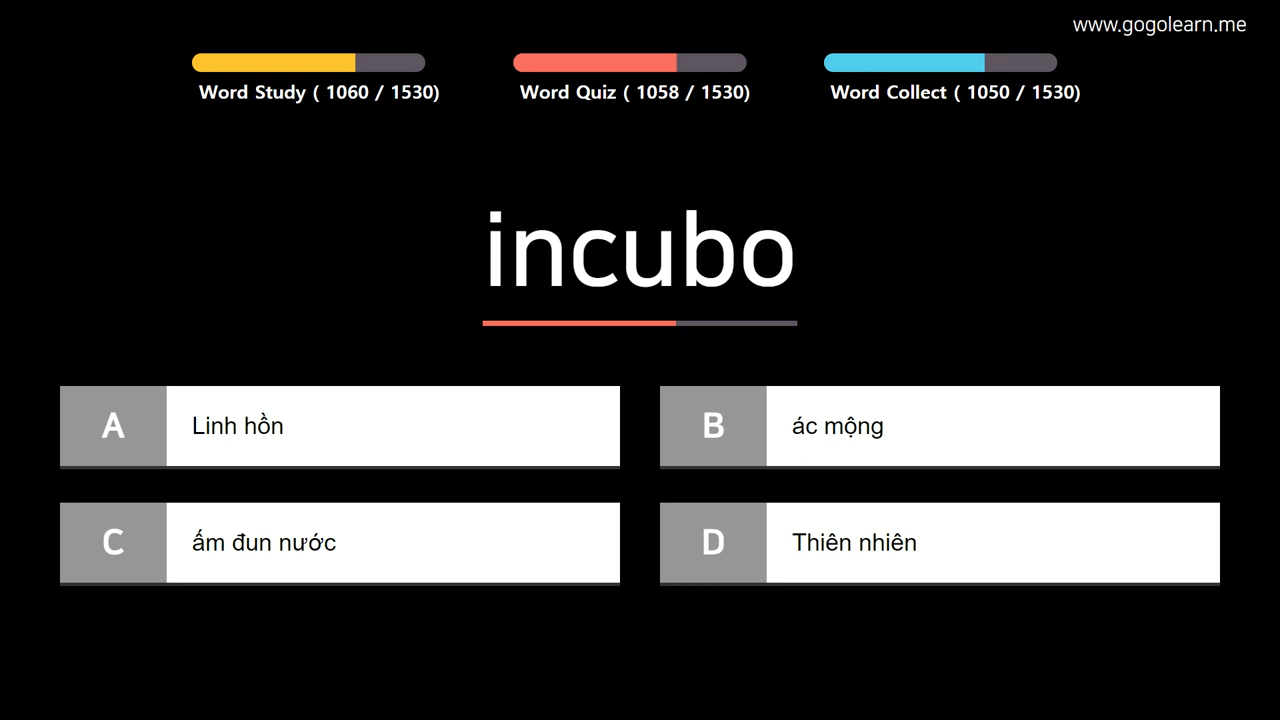 www.gogolearn.me
Word Study ( 1060 / 1530)
Word Quiz ( 1058 / 1530)
Word Collect ( 1050 / 1530)
incubo
A Linh hồn
B ác mộng
C ấm đun nước
D Thiên nhiên